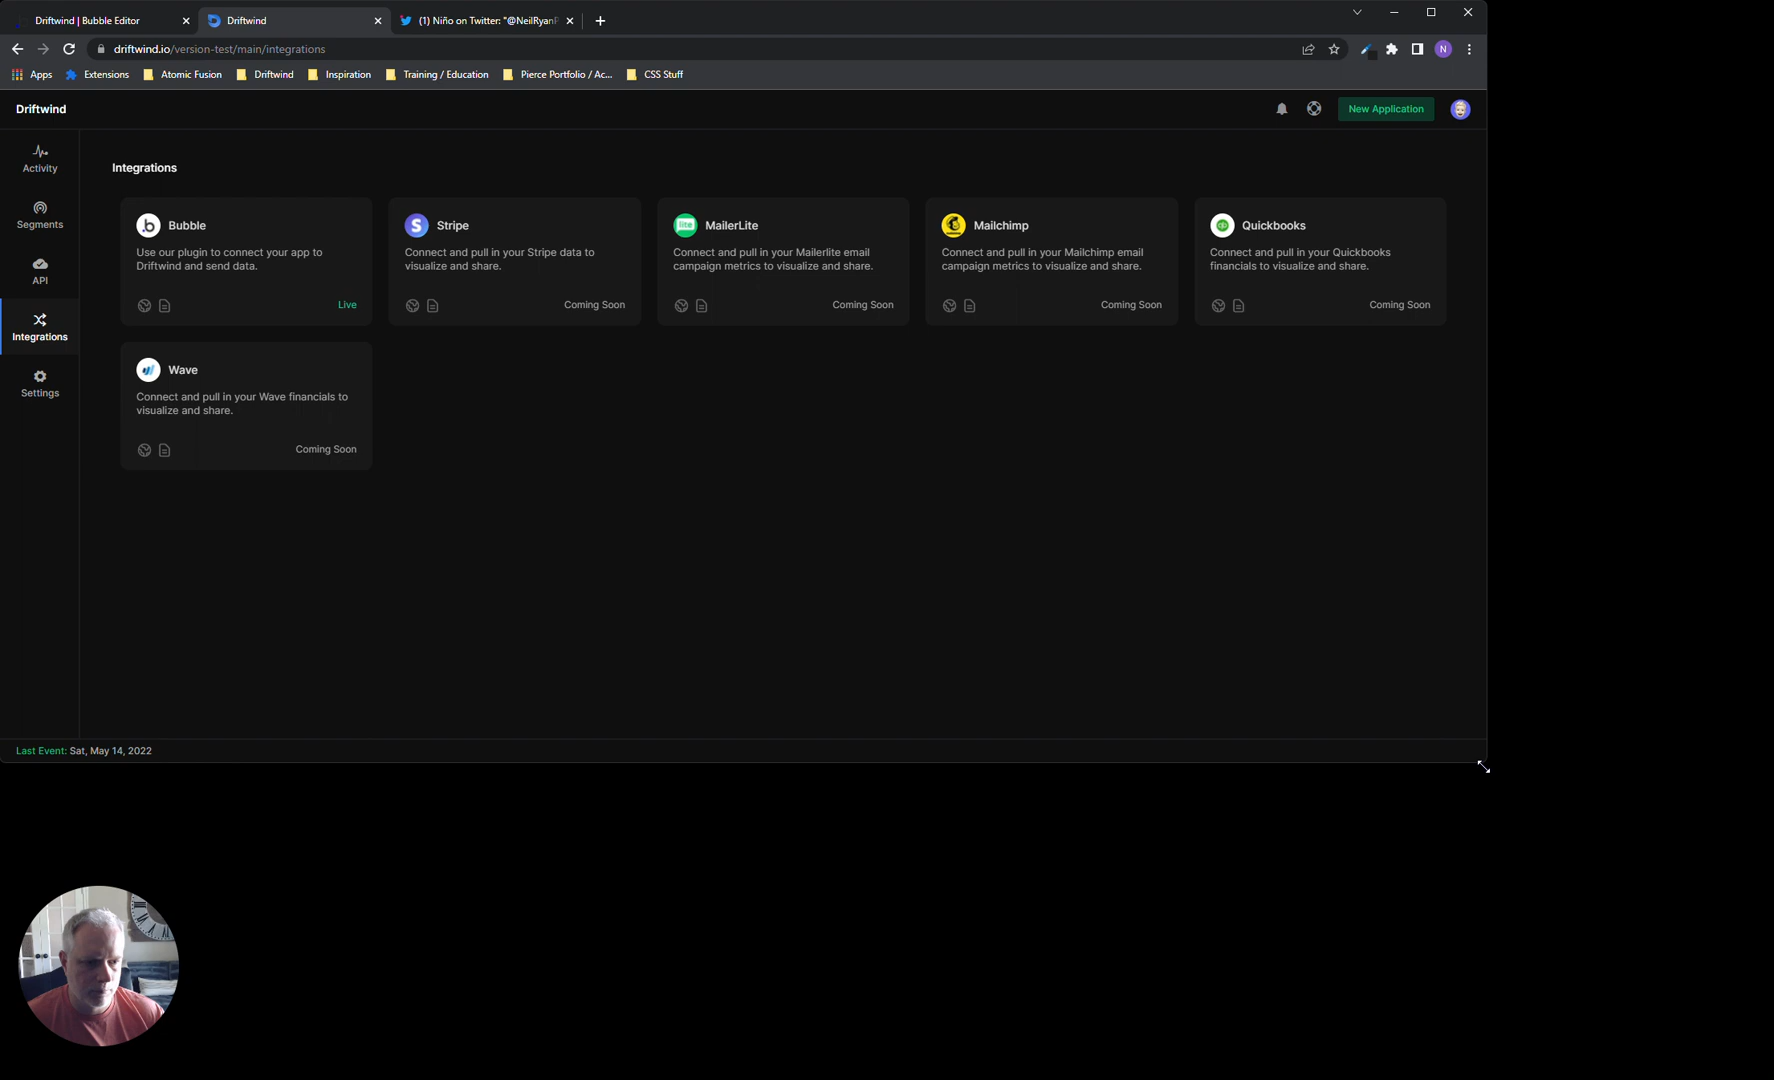 Driftwind | Bubble Editor
Driftwind
(1) Niño on Twitter: "@NeilRyanP
driftwind.io/version-test/main/integrations
N
Apps
Extensions
Atomic Fusion
Driftwind
Inspiration
Training / Education
Pierce Portfolio / Ac...
CSS Stuff
Driftwind
New Application
Activity
Segments
API
Integrations
Settings
Integrations
.b
Bubble
Use our plugin to connect your app to
Driftwind and send data.
Live
S
Stripe
Connect and pull in your Stripe data to
visualize and share.
Coming Soon
lite
MailerLite
Connect and pull in your Mailerlite email
campaign metrics to visualize and share.
Coming Soon
Mailchimp
Connect and pull in your Mailchimp email
campaign metrics to visualize and share.
Coming Soon
Quickbooks
Connect and pull in your Quickbooks
financials to visualize and share.
Coming Soon
Wave
Connect and pull in your Wave financials to
visualize and share.
Coming Soon
Last Event: Sat, May 14, 2022